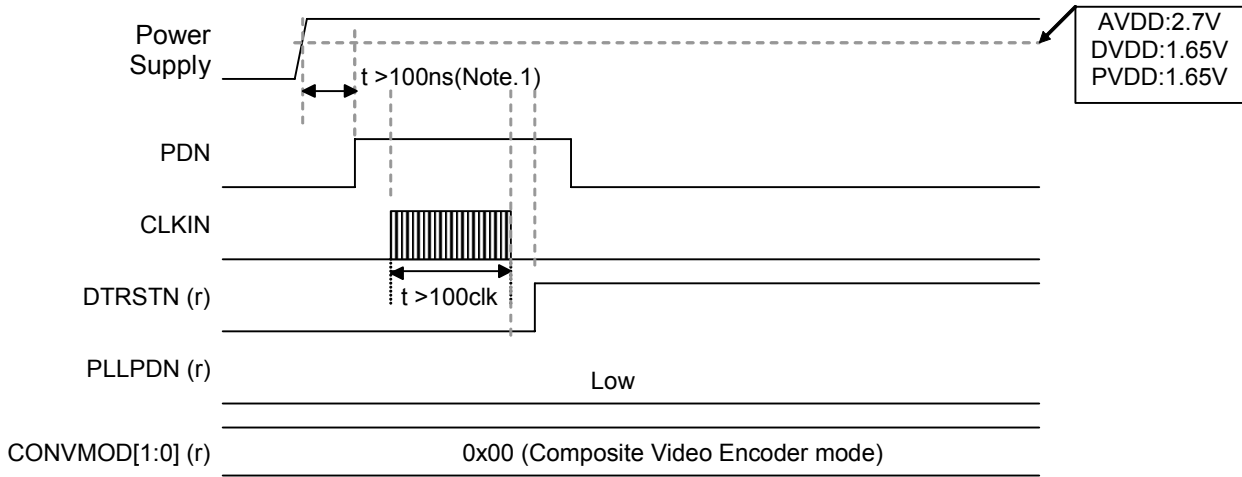 Power
Supply
AVDD:2.7V
DVDD:1.65V
PVDD:1.65V
t >100ns(Note.1)
PDN
CLKIN
t >100clk
DTRSTN (r)
PLLPDN (r)
Low
CONVMOD[1:0] (r)
0x00 (Composite Video Encoder mode)